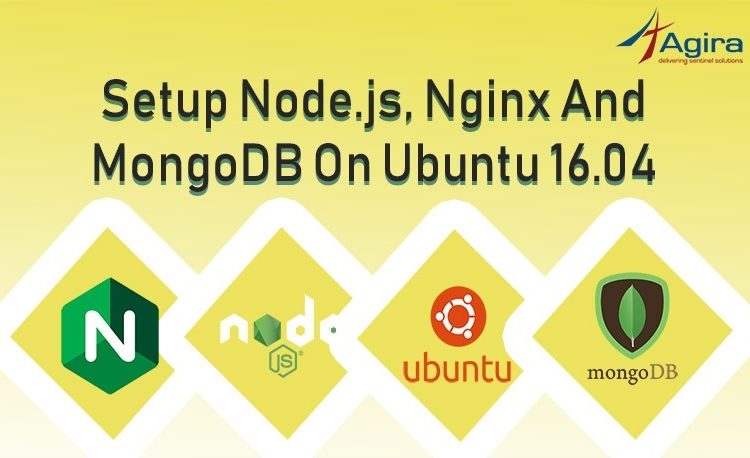 Agira
delivering sentinel solutions
Setup Node.js, Nginx And
MongoDB On Ubuntu 16.04
N
node
JS
ubuntu
mongoDB